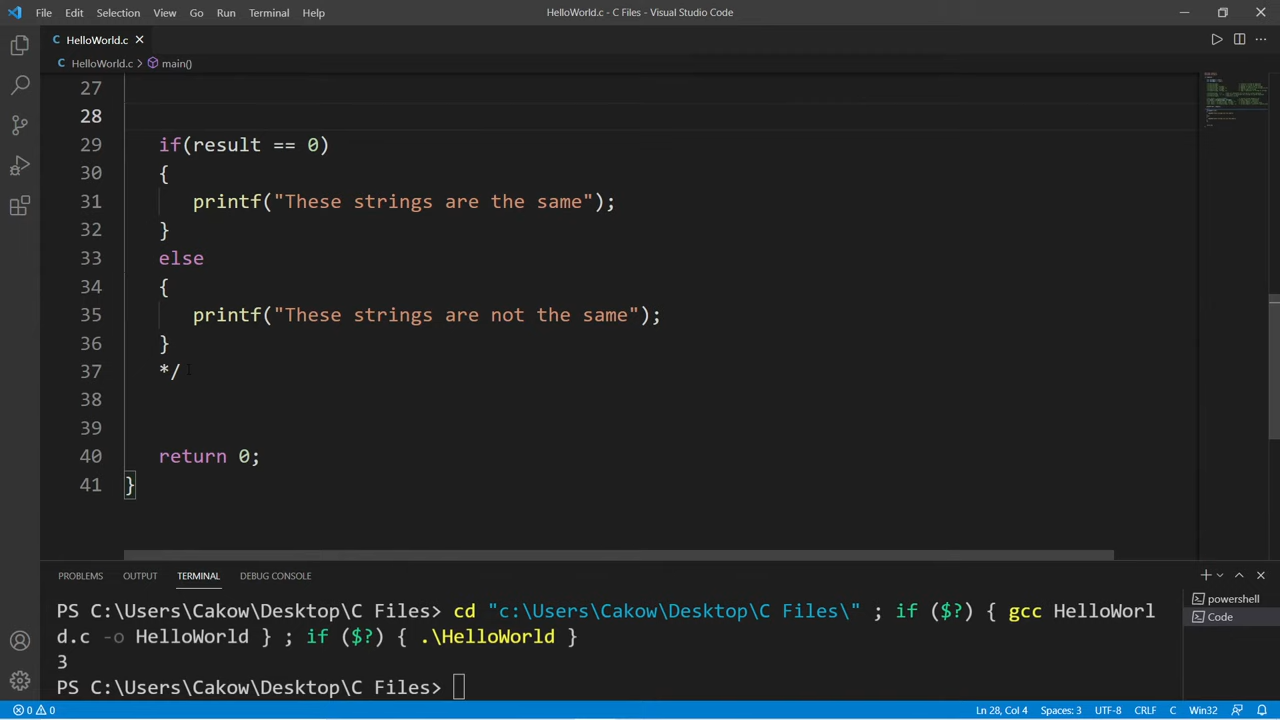 File Edit Selection View Go Run Terminal Help HelloWorld.c - C Files - Visual Studio Code
C HelloWorld.c ×
C HelloWorld.c > main()
27
28
29 if(result == 0)
30 {
31 printf("These strings are the same");
32 }
33 else
34 {
35 printf("These strings are not the same");
36 }
37 */
38
39
40 return 0;
41 }
PROBLEMS OUTPUT TERMINAL DEBUG CONSOLE
PS C:\Users\Cakow\Desktop\C Files> cd "c:\Users\Cakow\Desktop\C Files\" ; if ($?) { gcc HelloWorl
d.c -o HelloWorld } ; if ($?) { .\HelloWorld }
3
PS C:\Users\Cakow\Desktop\C Files>
powershell
Code
0 0 Ln 28, Col 4 Spaces: 3 UTF-8 CRLF C Win32